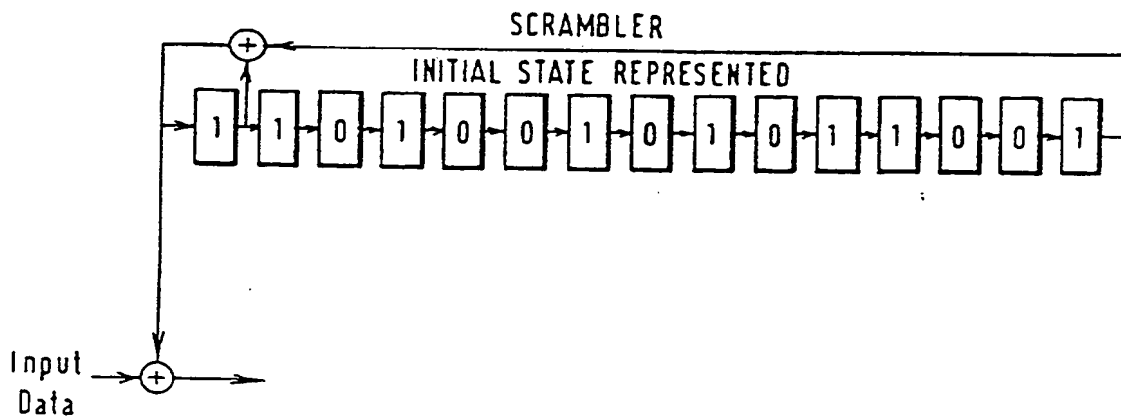 SCRAMBLER
+
INITIAL STATE REPRESENTED
1 1 0 1 0 0 1 0 1 0 1 1 0 0 1
Input
+
Data